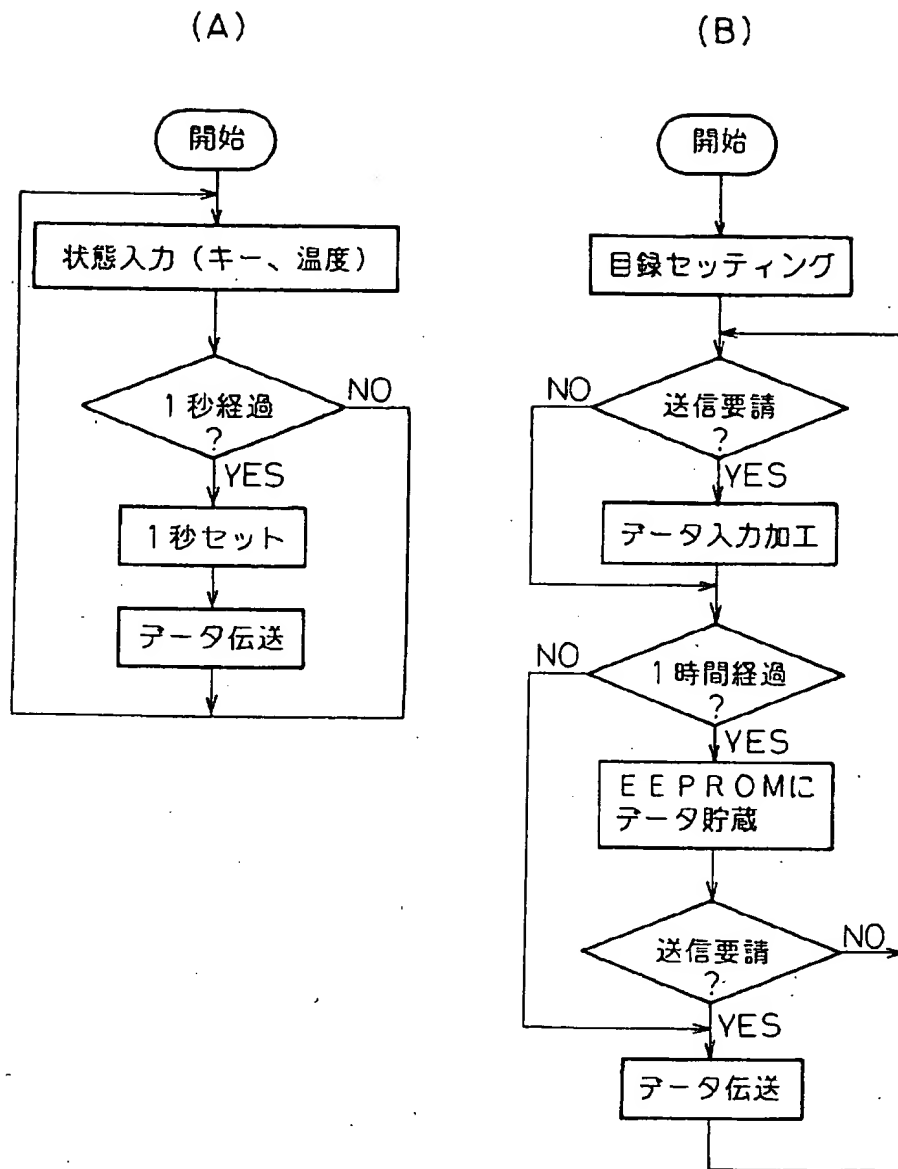 (A)
開始
状態入力(キー、温度)
1秒経過
?
NO
YES
1秒セット
データ伝送
(B)
開始
目録セッティング
NO
送信要請
?
YES
データ入力加工
NO
1時間経過
?
YES
EEPROMに
データ貯蔵
送信要請
?
NO
YES
データ伝送